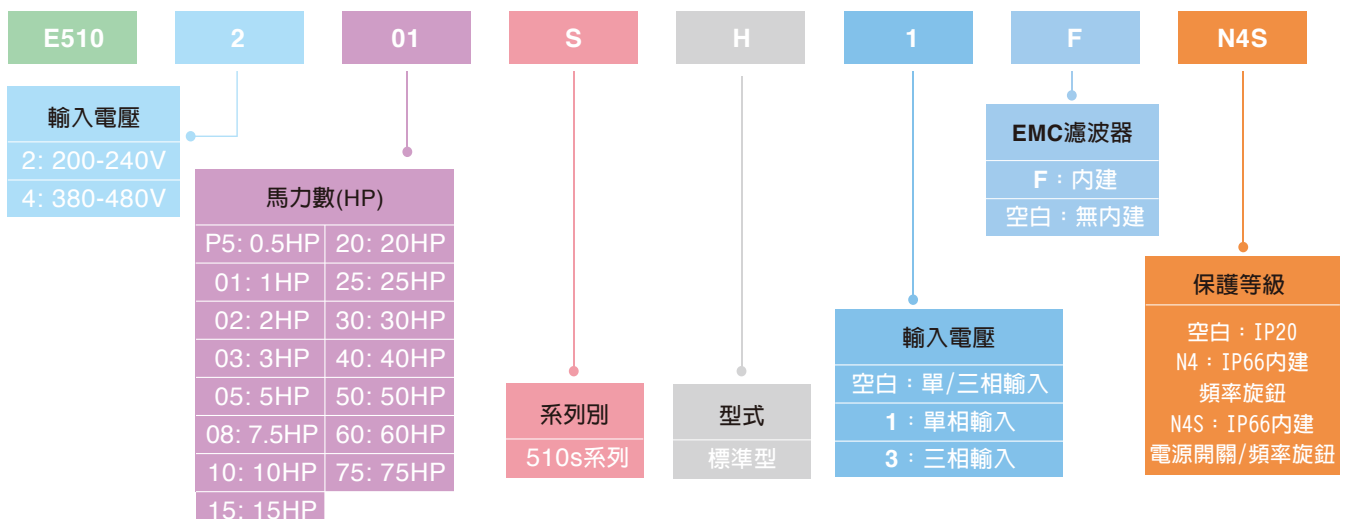 E510 2 01 S H 1 F N4S
輸入電壓
2: 200-240V
4: 380-480V
馬力數(HP)
P5: 0.5HP 20: 20HP
01: 1HP 25: 25HP
02: 2HP 30: 30HP
03: 3HP 40: 40HP
05: 5HP 50: 50HP
08: 7.5HP 60: 60HP
10: 10HP 75: 75HP
15: 15HP
系列別
510s系列
型式
標準型
輸入電壓
空白：單/三相輸入
1：單相輸入
3：三相輸入
EMC濾波器
F：內建
空白：無內建
保護等級
空白：IP20
N4：IP66內建
頻率旋鈕
N4S：IP66內建
電源開關/頻率旋鈕